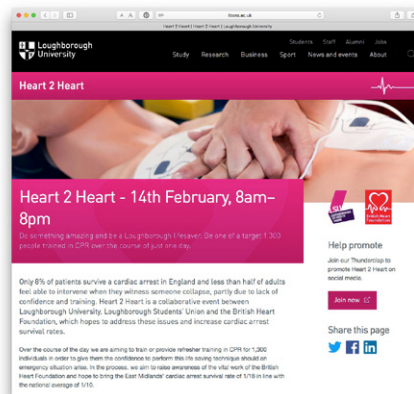 lboro.ac.uk
Heart 2 Heart | Heart 2 Heart | Loughborough University
Students Staff Alumni Jobs
Loughborough
University
Study Research Business Sport News and events About
Heart 2 Heart
Heart 2 Heart - 14th February, 8am–
8pm
Do something amazing and be a Loughborough lifesaver. Be one of a target 1,300
people trained in CPR over the course of just one day.
Only 8% of patients survive a cardiac arrest in England and less than half of adults
feel able to intervene when they witness someone collapse, partly due to lack of
confidence and training. Heart 2 Heart is a collaborative event between
Loughborough University, Loughborough Students' Union and the British Heart
Foundation, which hopes to address these issues and increase cardiac arrest
survival rates.
Over the course of the day we are aiming to train or provide refresher training in CPR for 1,300
individuals in order to give them the confidence to perform this life saving technique should an
emergency situation arise. In the process, we aim to raise awareness of the vital work of the British
Heart Foundation and hope to bring the East Midlands' cardiac arrest survival rate of 1/18 in line with
the national average of 1/10.
SU
British Heart
Foundation
Help promote
Join our Thunderclap to
promote Heart 2 Heart on
social media.
Join now
Share this page